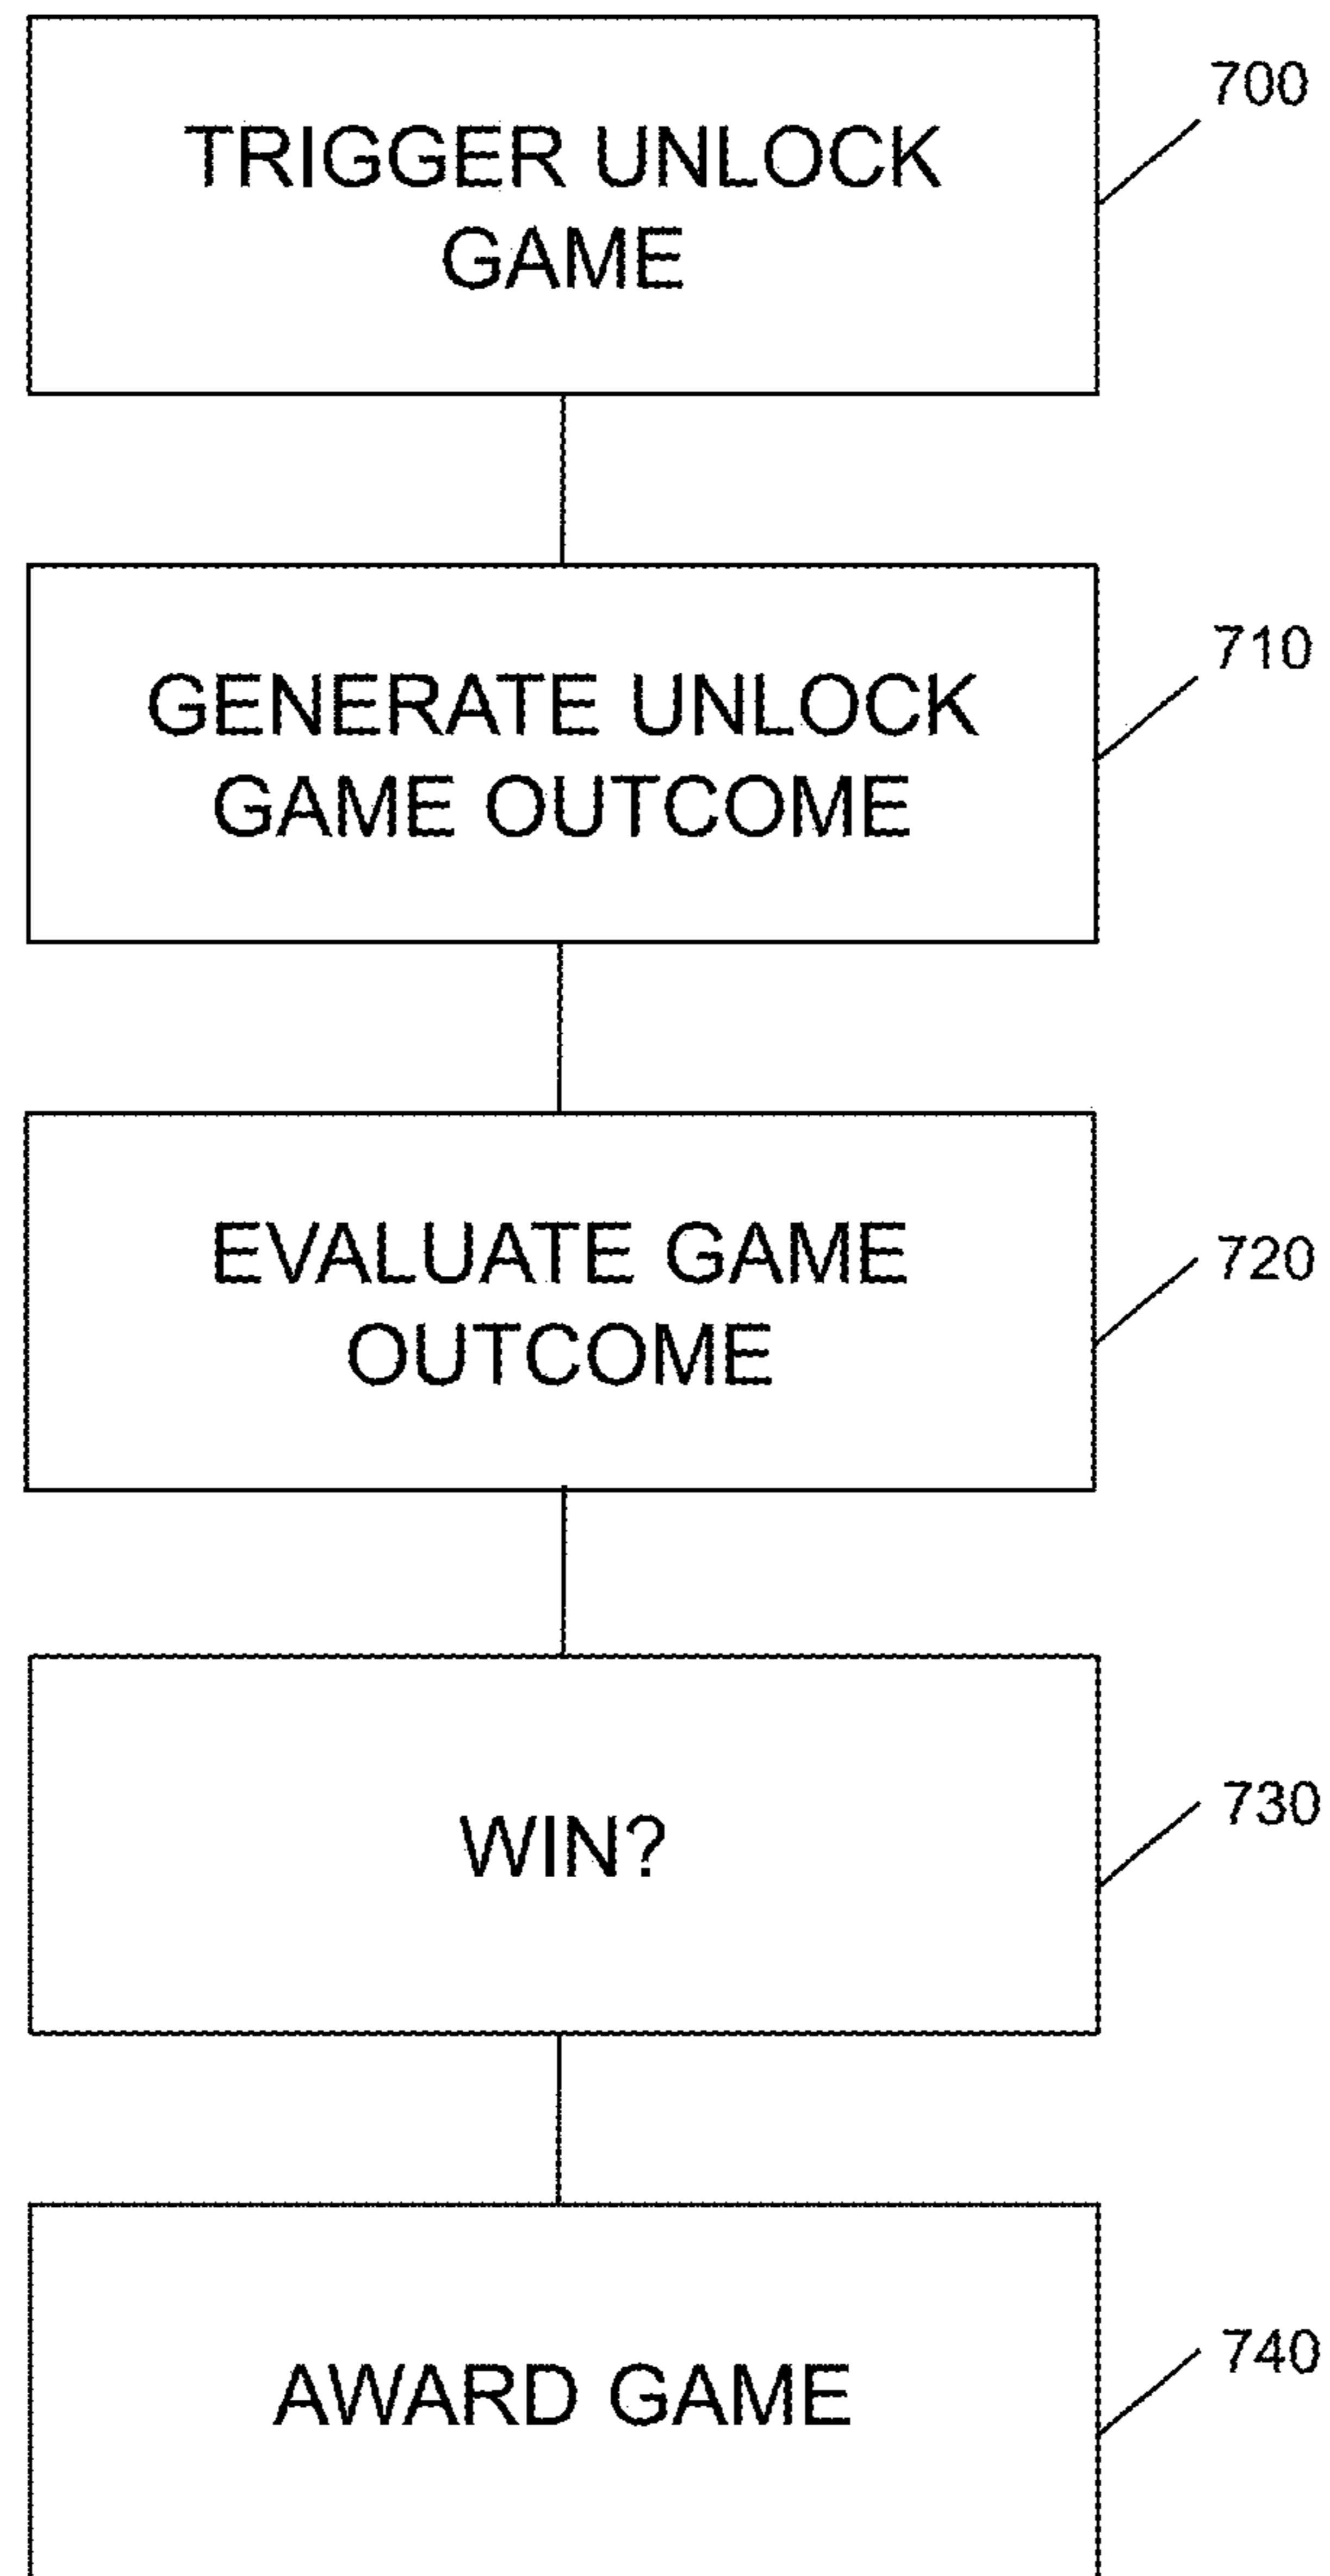 TRIGGER UNLOCK
GAME
700
GENERATE UNLOCK
GAME OUTCOME
710
EVALUATE GAME
OUTCOME
720
WIN?
730
AWARD GAME
740